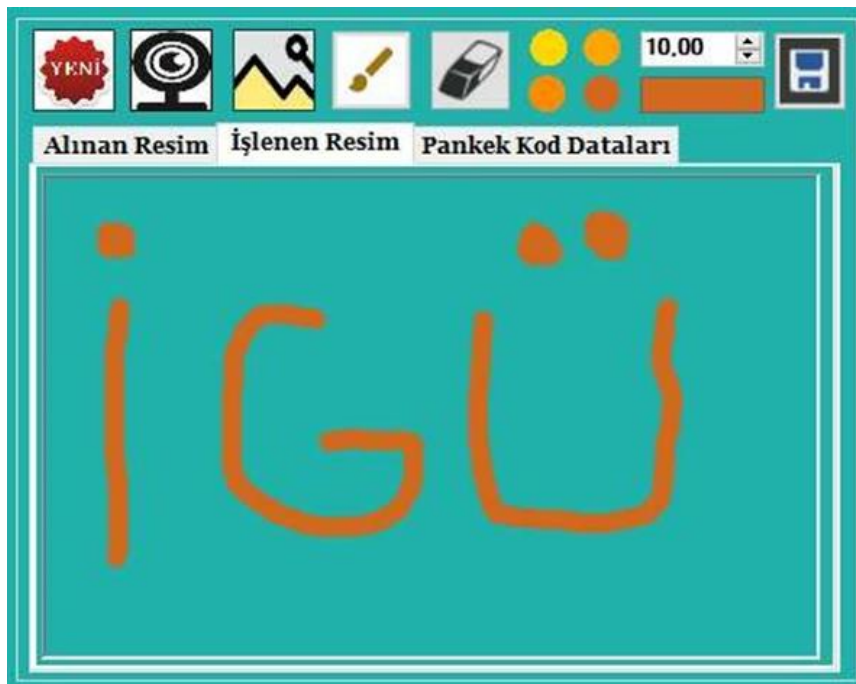 YENİ
10,00
Alınan Resim İşlenen Resim Pankek Kod Dataları
İGÜ